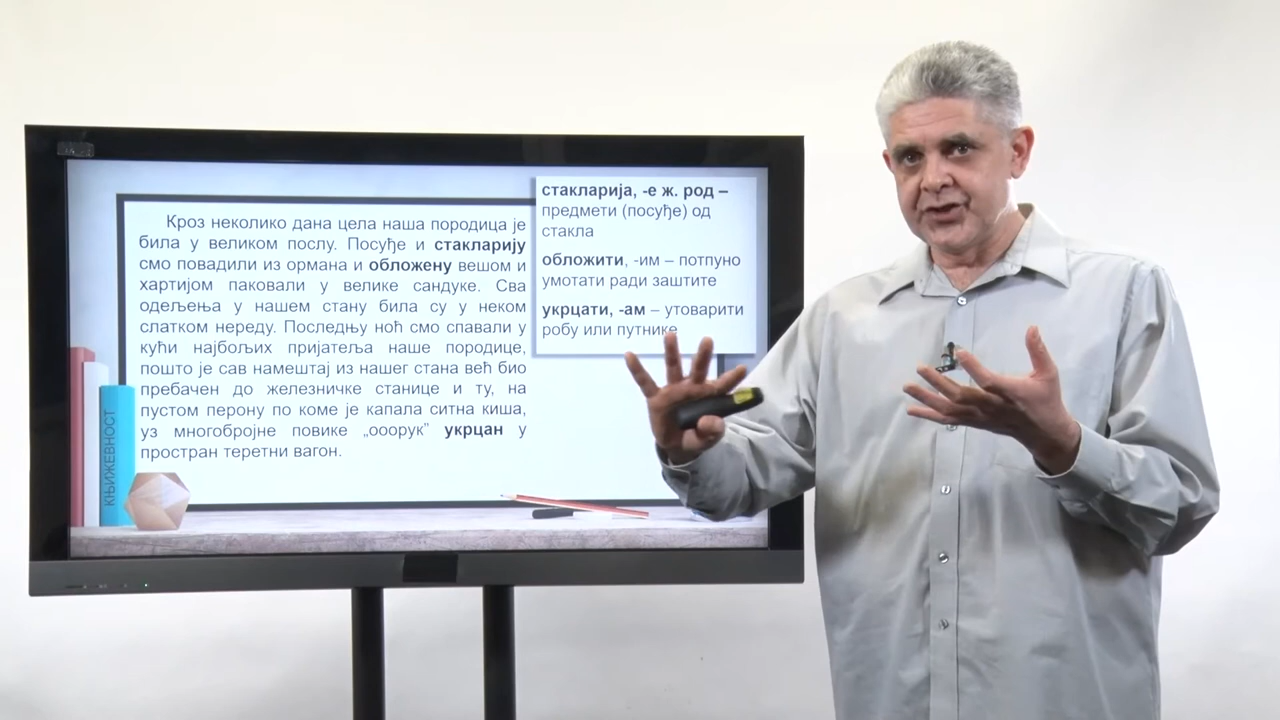 Кроз неколико дана цела наша породица је
била у великом послу. Посуђе и стакларију
смо повадили из ормана и обложену вешом и
хартијом паковали у велике сандуке. Сва
одељења у нашем стану била су у неком
слатком нереду. Последњу ноћ смо спавали у
кући најбољих пријатеља наше породице,
пошто је сав намештај из нашег стана већ био
пребачен до железничке станице и ту, на
пустом перону по коме је капала ситна киша,
уз многобројне повике „ооорук” укрцан у
простран теретни вагон.
стакларија, -е ж. род –
предмети (посуђе) од
стакла
обложити, -им – потпуно
умотати ради заштите
укрцати, -ам – утоварити
робу или путнике
КЊИЖЕВНОСТ